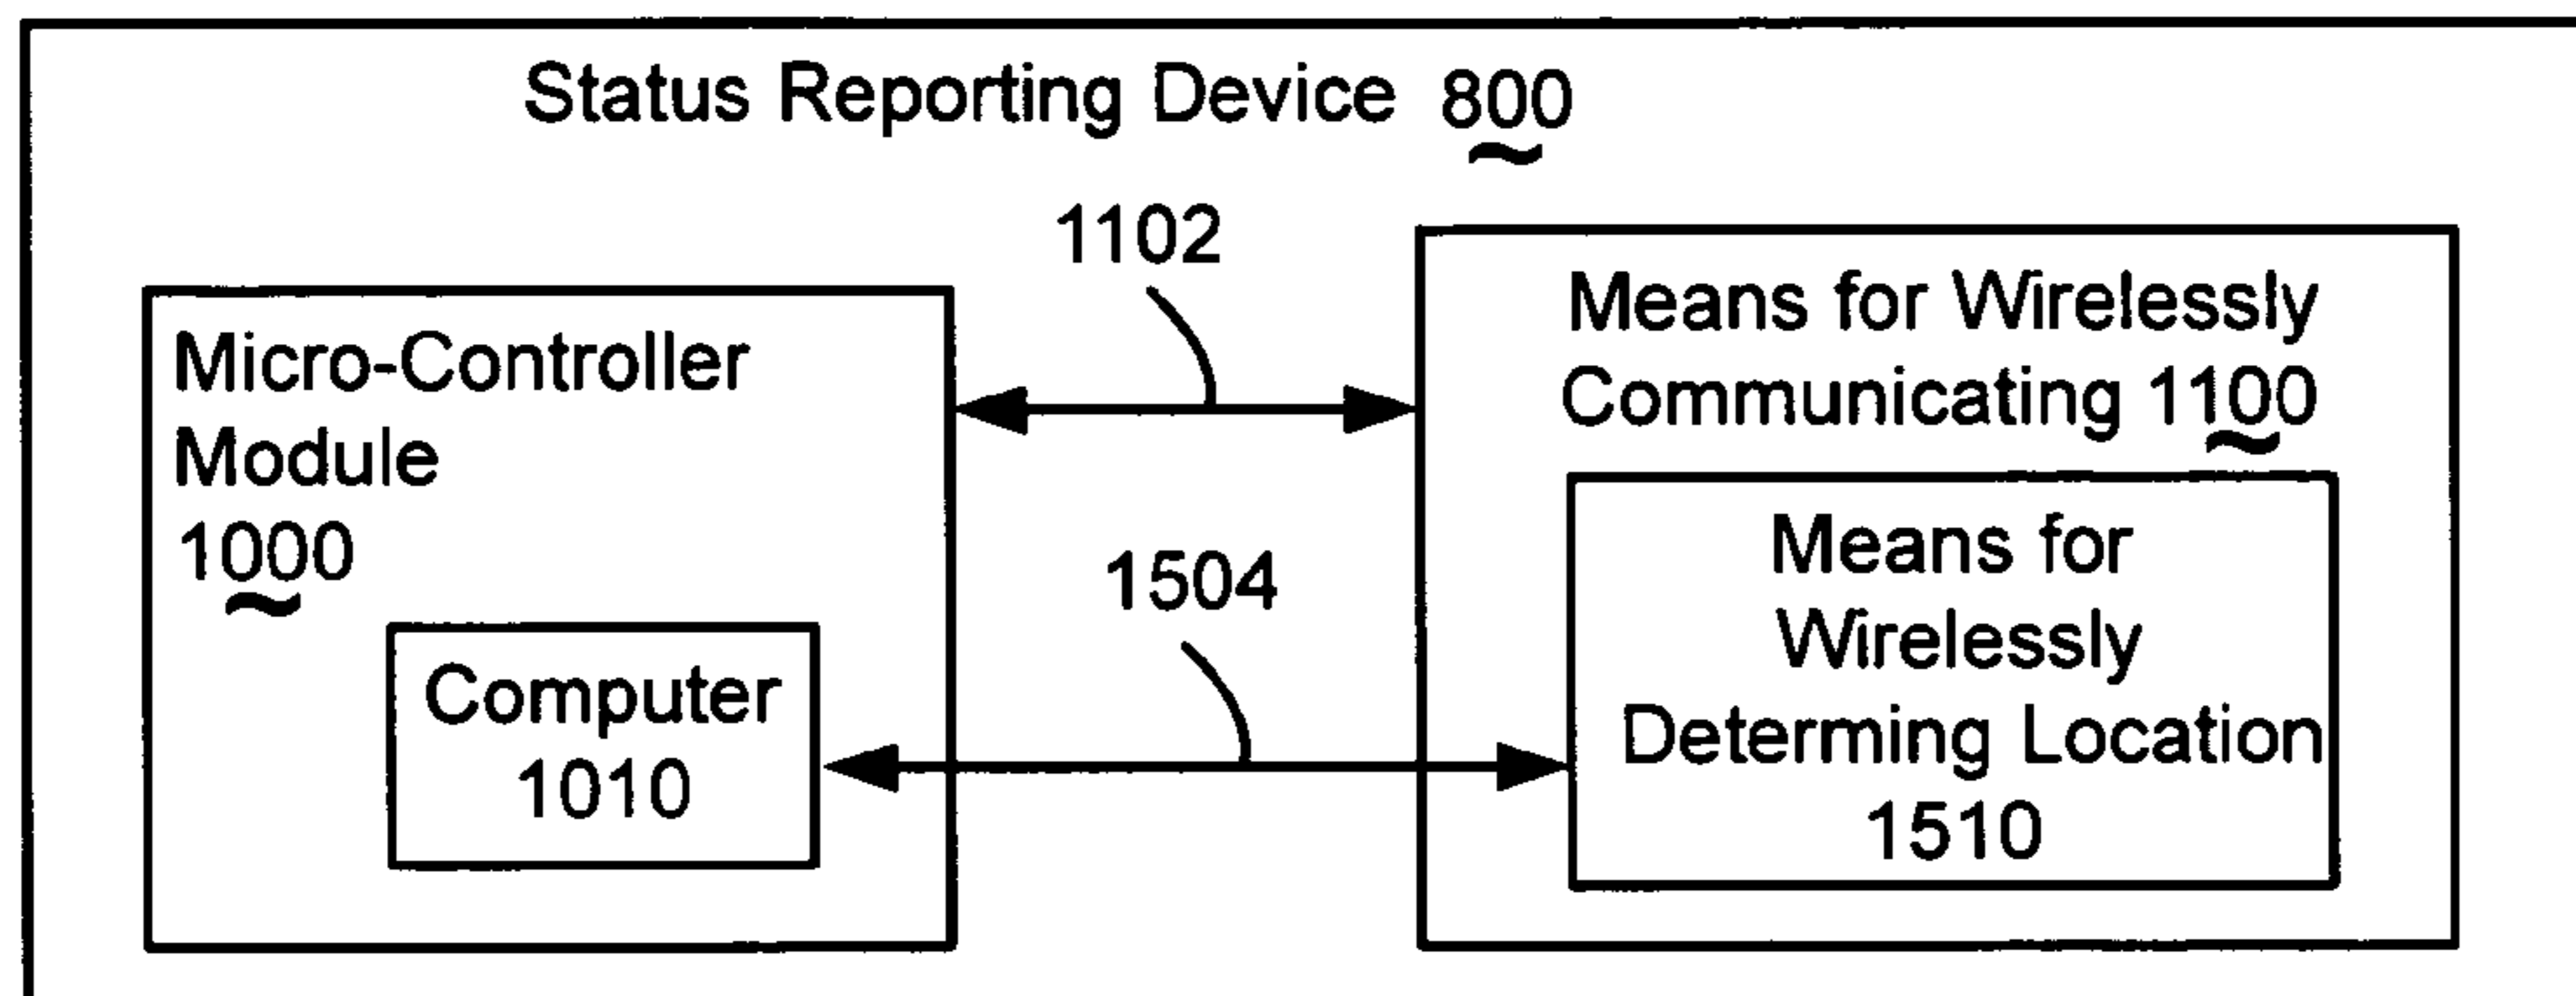 Status Reporting Device 800
1102
Micro-Controller
Module
1000
Computer
1010
1504
Means for Wirelessly
Communicating 1100
Means for
Wirelessly
Determing Location
1510